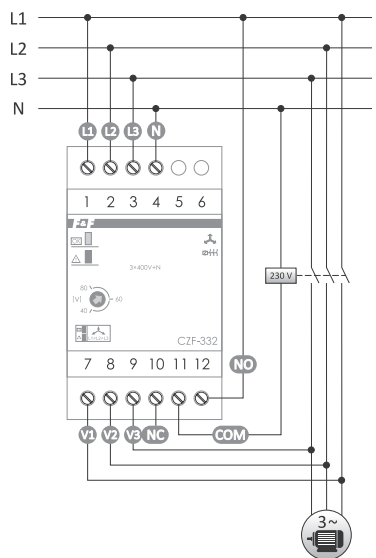 L1
L2
L3
N
L1 L2 L3 N
1 2 3 4 5 6
3×400V+N
80
|V| 60
40
230 V
CZF-332
7 8 9 10 11 12
NO
V1 V2 V3 NC COM
3~